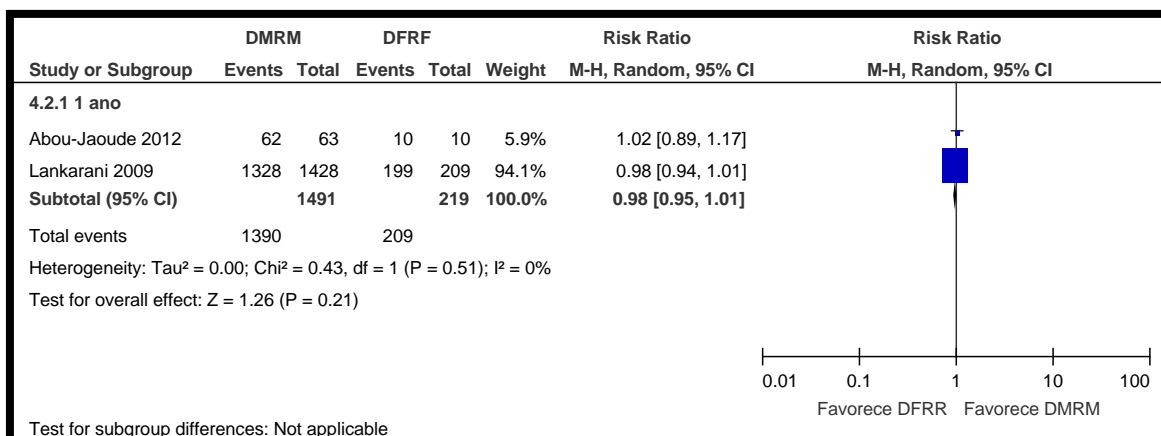 DMRM DFRF Risk Ratio Risk Ratio
Study or Subgroup Events Total Events Total Weight M-H, Random, 95% CI M-H, Random, 95% CI
4.2.1 1 ano
Abou-Jaoude 2012 62 63 10 10 5.9% 1.02 [0.89, 1.17]
Lankarani 2009 1328 1428 199 209 94.1% 0.98 [0.94, 1.01]
Subtotal (95% CI) 1491 219 100.0% 0.98 [0.95, 1.01]
Total events 1390 209
Heterogeneity: Tau² = 0.00; Chi² = 0.43, df = 1 (P = 0.51); I² = 0%
Test for overall effect: Z = 1.26 (P = 0.21)
0.01 0.1 1 10 100
Favorece DFRR Favorece DMRM
Test for subgroup differences: Not applicable